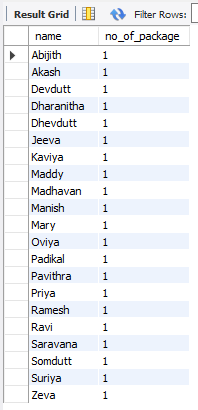 Result Grid Filter Rows:
name no_of_package
Abijith 1
Akash 1
Devdutt 1
Dharanitha 1
Dhevdutt 1
Jeeva 1
Kaviya 1
Maddy 1
Madhavan 1
Manish 1
Mary 1
Oviya 1
Padikal 1
Pavithra 1
Priya 1
Ramesh 1
Ravi 1
Saravana 1
Somdutt 1
Suriya 1
Zeva 1